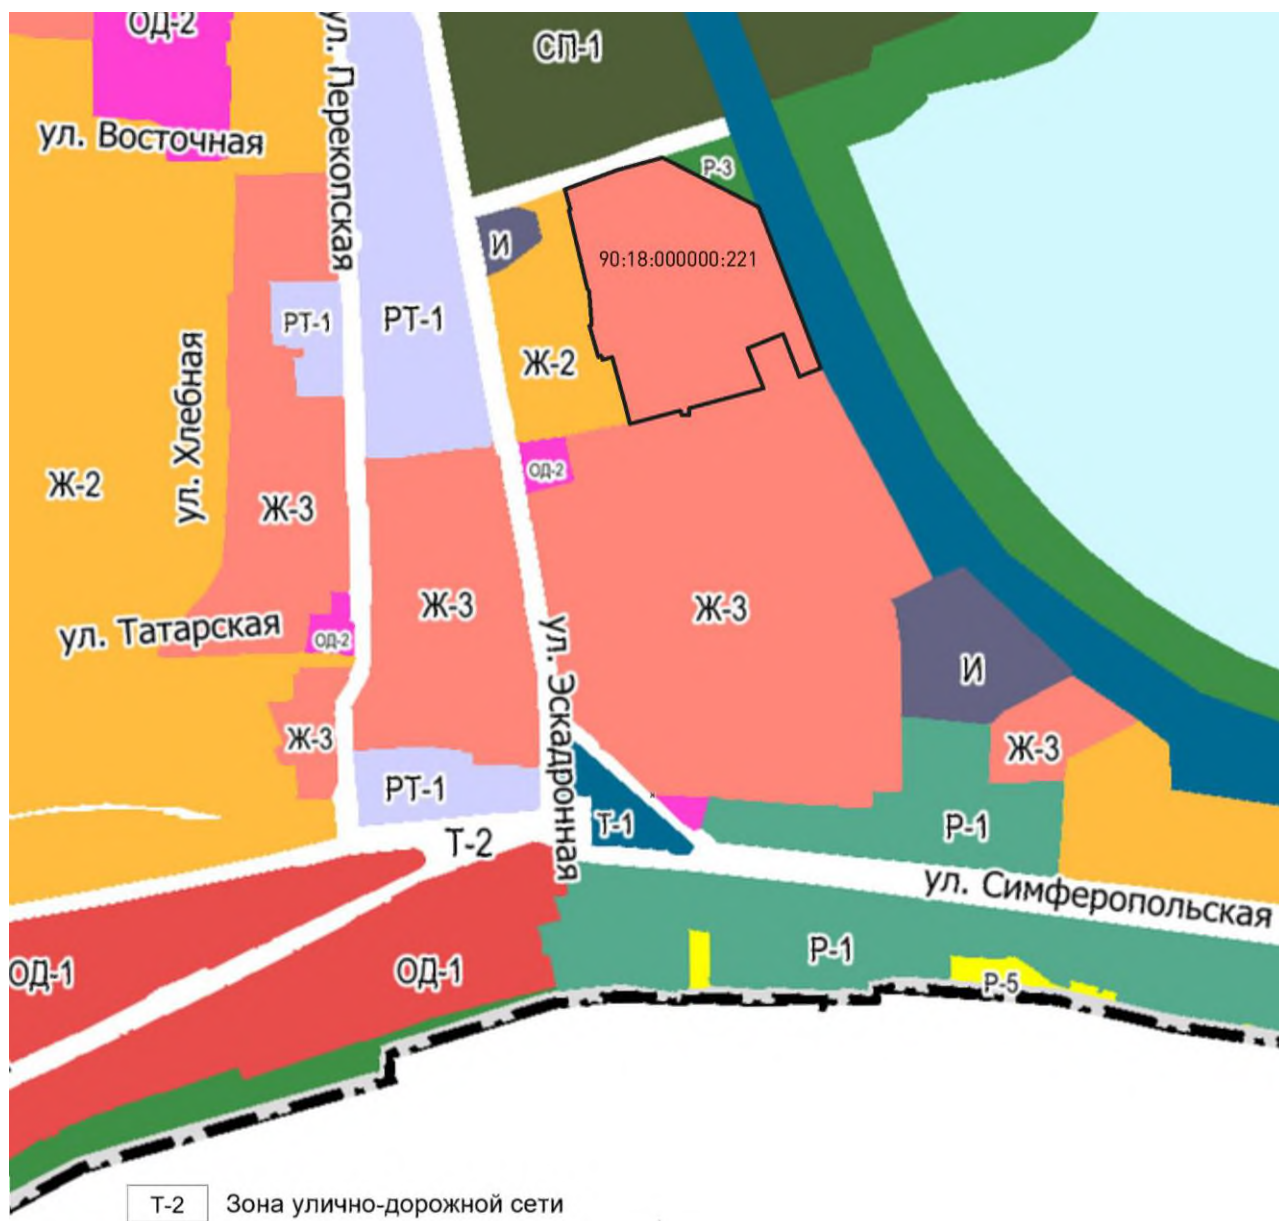 ОД-2
ул. Перекопская
СП-1
ул. Восточная
Р-3
И
90:18:000000:221
РТ-1
РТ-1
Ж-2
ул. Хлебная
ОД-2
Ж-2
Ж-3
Ж-3
Ж-3
ул. Татарская
ОД-2
ул. Эскадронная
И
Ж-3
Ж-3
РТ-1
Т-1
Р-1
Т-2
ул. Симферопольская
ОД-1
ОД-1
Р-1
Р-5
Т-2 Зона улично-дорожной сети